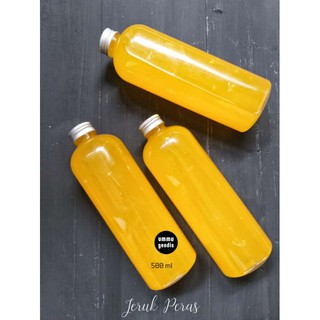 ummu
gendis
500 ml
Jeruk Peras